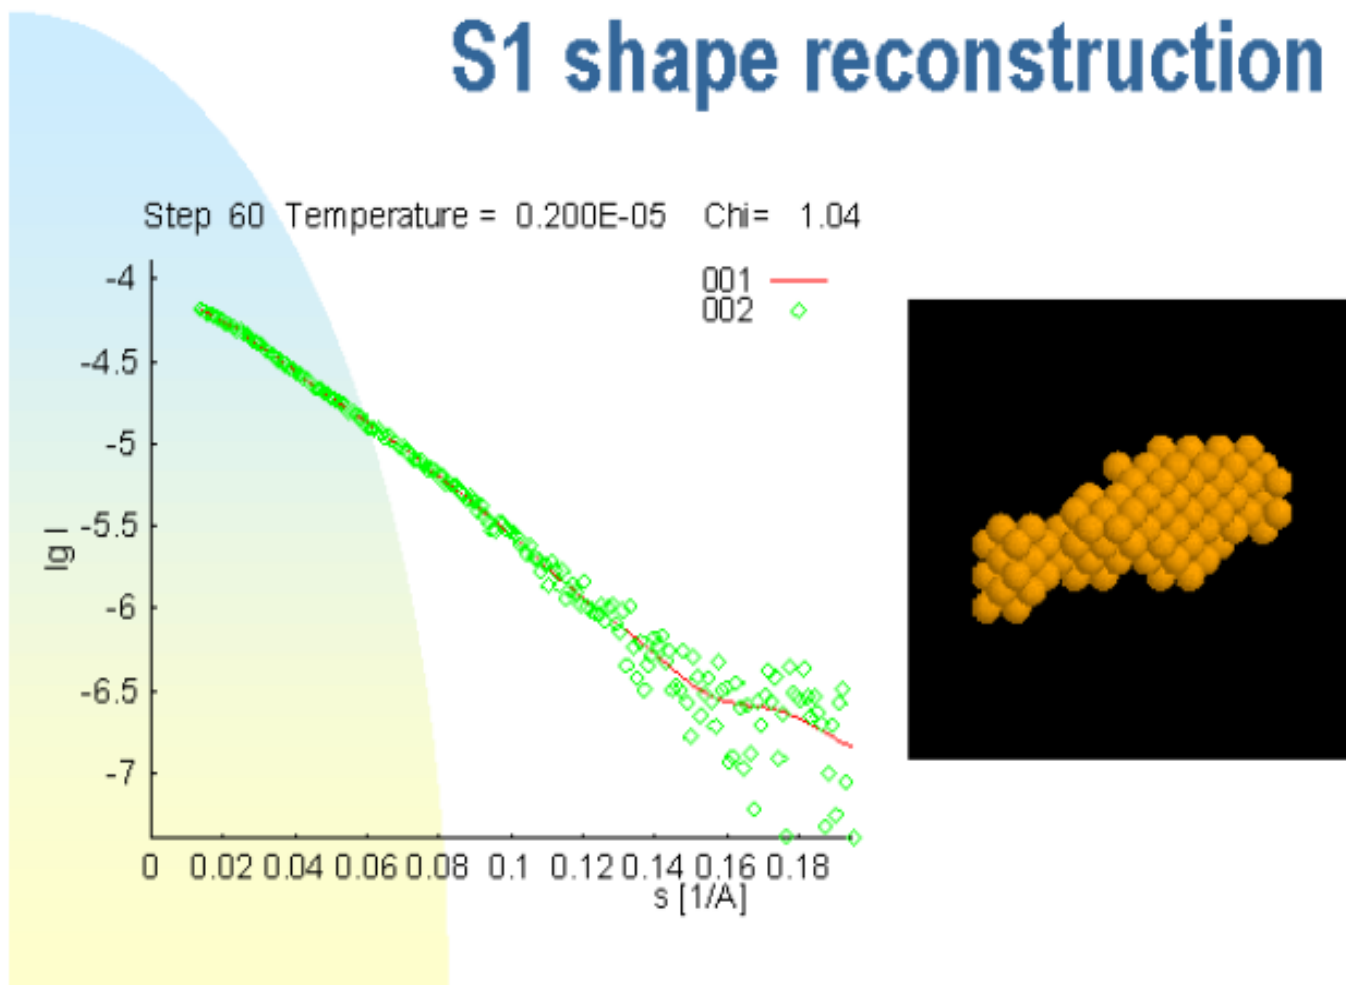 S1 shape reconstruction
Step 60 Temperature = 0.200E-05 Chi= 1.04
001
002
-4
-4.5
-5
-5.5
-6
-6.5
-7
lg I
0 0.02 0.04 0.06 0.08 0.1 0.12 0.14 0.16 0.18
s [1/A]